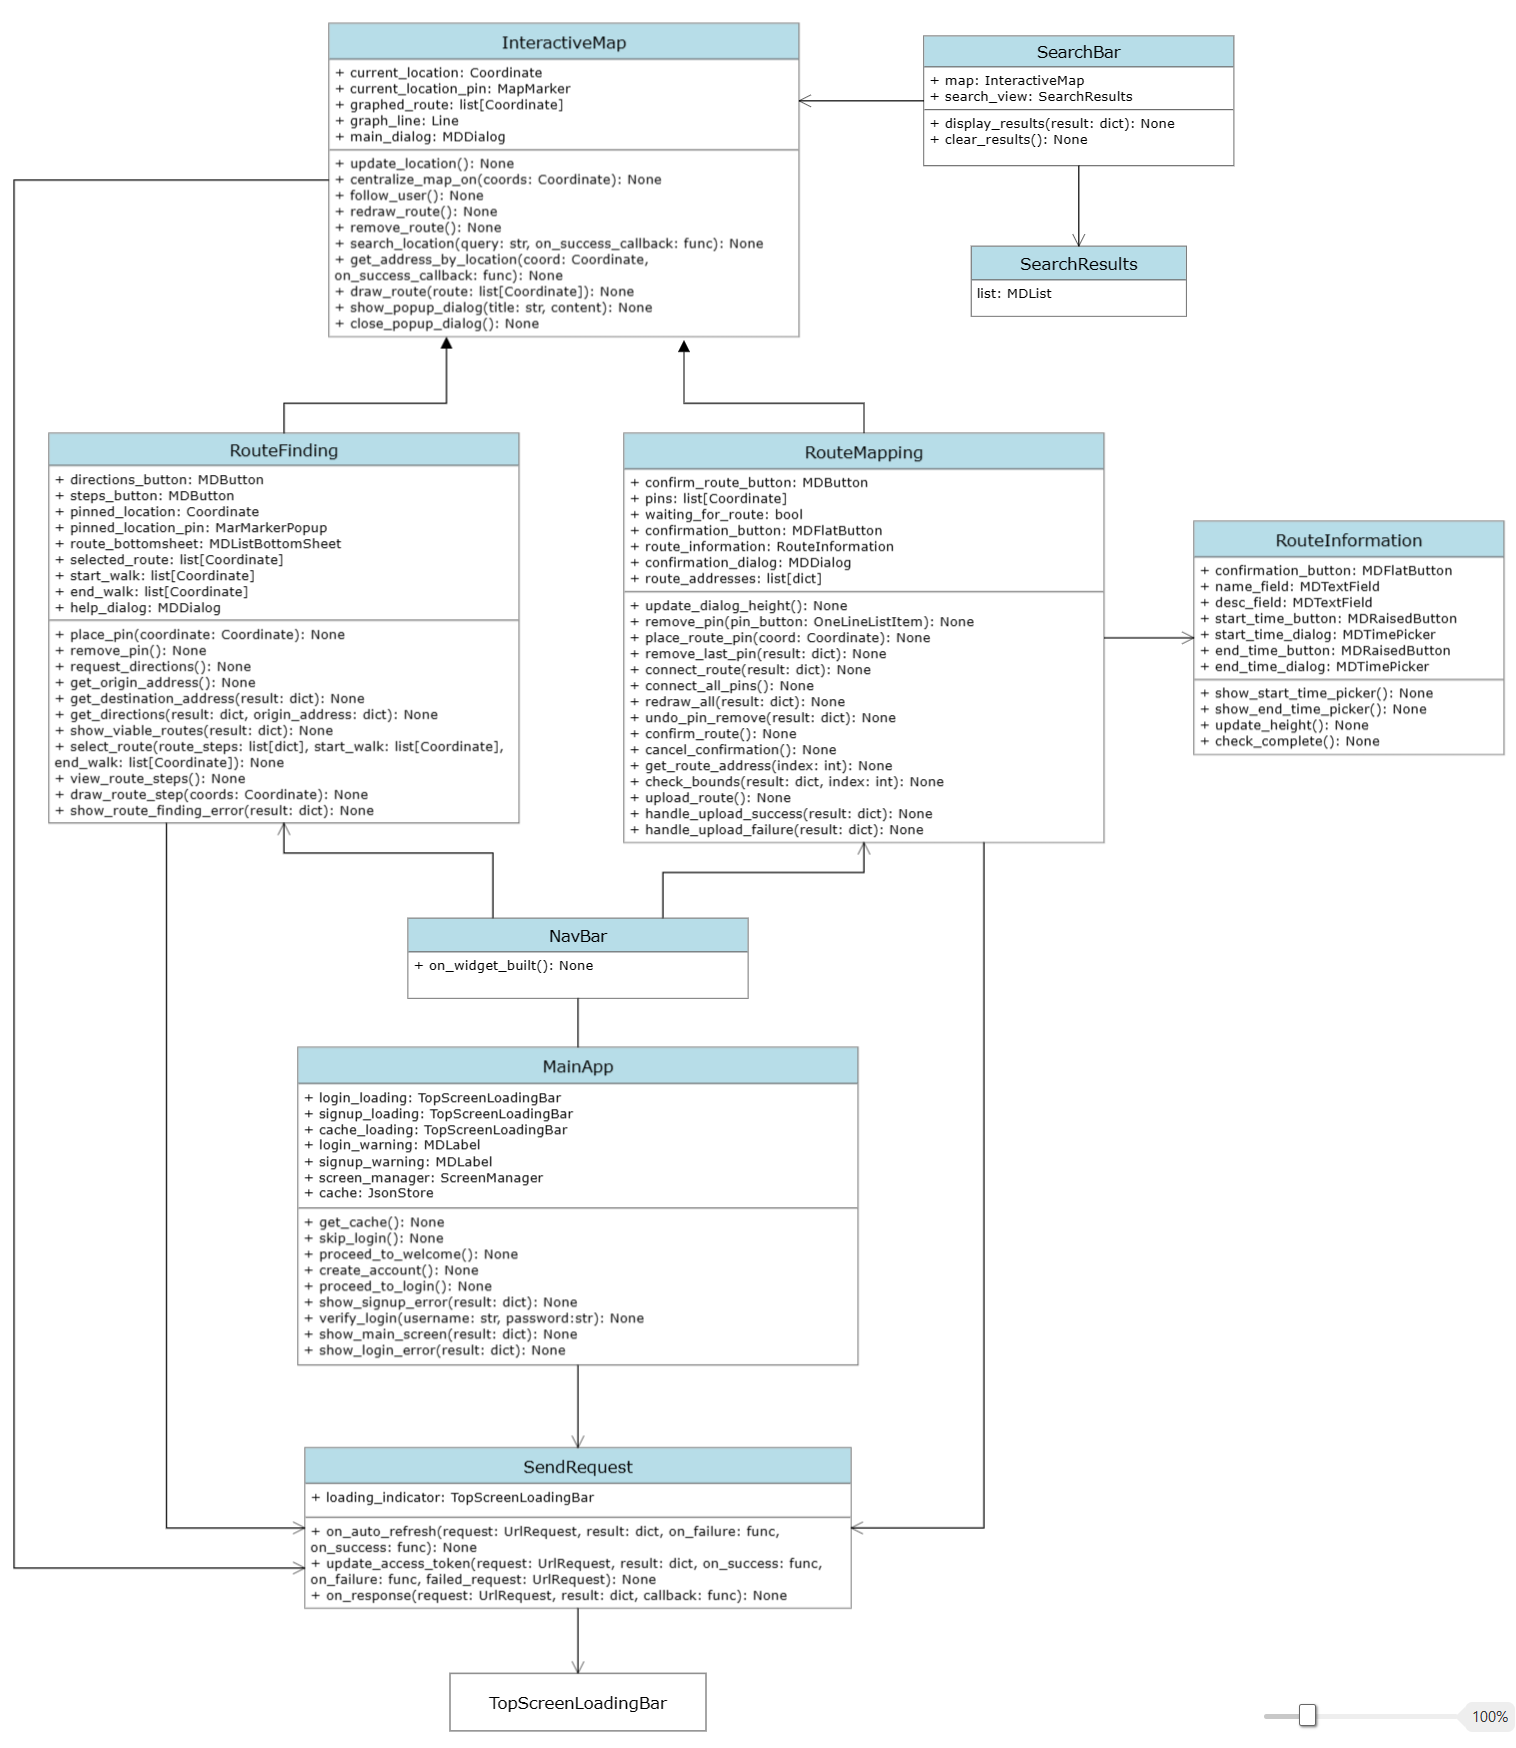 InteractiveMap
+ current_location: Coordinate
+ current_location_pin: MapMarker
+ graphed_route: list[Coordinate]
+ graph_line: Line
+ main_dialog: MDDialog
+ update_location(): None
+ centralize_map_on(coords: Coordinate): None
+ follow_user(): None
+ redraw_route(): None
+ remove_route(): None
+ search_location(query: str, on_success_callback: func): None
+ get_address_by_location(coord: Coordinate,
on_success_callback: func): None
+ draw_route(route: list[Coordinate]): None
+ show_popup_dialog(title: str, content): None
+ close_popup_dialog(): None
SearchBar
+ map: InteractiveMap
+ search_view: SearchResults
+ display_results(result: dict): None
+ clear_results(): None
SearchResults
list: MDList
RouteFinding
+ directions_button: MDButton
+ steps_button: MDButton
+ pinned_location: Coordinate
+ pinned_location_pin: MarMarkerPopup
+ route_bottomsheet: MDListBottomSheet
+ selected_route: list[Coordinate]
+ start_walk: list[Coordinate]
+ end_walk: list[Coordinate]
+ help_dialog: MDDialog
+ place_pin(coordinate: Coordinate): None
+ remove_pin(): None
+ request_directions(): None
+ get_origin_address(): None
+ get_destination_address(result: dict): None
+ get_directions(result: dict, origin_address: dict): None
+ show_viable_routes(result: dict): None
+ select_route(route_steps: list[dict], start_walk: list[Coordinate],
end_walk: list[Coordinate]): None
+ view_route_steps(): None
+ draw_route_step(coords: Coordinate): None
+ show_route_finding_error(result: dict): None
RouteMapping
+ confirm_route_button: MDButton
+ pins: list[Coordinate]
+ waiting_for_route: bool
+ confirmation_button: MDFlatButton
+ route_information: RouteInformation
+ confirmation_dialog: MDDialog
+ route_addresses: list[dict]
+ update_dialog_height(): None
+ remove_pin(pin_button: OneLineListItem): None
+ place_route_pin(coord: Coordinate): None
+ remove_last_pin(result: dict): None
+ connect_route(result: dict): None
+ connect_all_pins(): None
+ redraw_all(result: dict): None
+ undo_pin_remove(result: dict): None
+ confirm_route(): None
+ cancel_confirmation(): None
+ get_route_address(index: int): None
+ check_bounds(result: dict, index: int): None
+ upload_route(): None
+ handle_upload_success(result: dict): None
+ handle_upload_failure(result: dict): None
RouteInformation
+ confirmation_button: MDFlatButton
+ name_field: MDTextField
+ desc_field: MDTextField
+ start_time_button: MDRaisedButton
+ start_time_dialog: MDTimePicker
+ end_time_button: MDRaisedButton
+ end_time_dialog: MDTimePicker
+ show_start_time_picker(): None
+ show_end_time_picker(): None
+ update_height(): None
+ check_complete(): None
NavBar
+ on_widget_built(): None
MainApp
+ login_loading: TopScreenLoadingBar
+ signup_loading: TopScreenLoadingBar
+ cache_loading: TopScreenLoadingBar
+ login_warning: MDLabel
+ signup_warning: MDLabel
+ screen_manager: ScreenManager
+ cache: JsonStore
+ get_cache(): None
+ skip_login(): None
+ proceed_to_welcome(): None
+ create_account(): None
+ proceed_to_login(): None
+ show_signup_error(result: dict): None
+ verify_login(username: str, password:str): None
+ show_main_screen(result: dict): None
+ show_login_error(result: dict): None
SendRequest
+ loading_indicator: TopScreenLoadingBar
+ on_auto_refresh(request: UrlRequest, result: dict, on_failure: func,
on_success: func): None
+ update_access_token(request: UrlRequest, result: dict, on_success: func,
on_failure: func, failed_request: UrlRequest): None
+ on_response(request: UrlRequest, result: dict, callback: func): None
TopScreenLoadingBar
100%